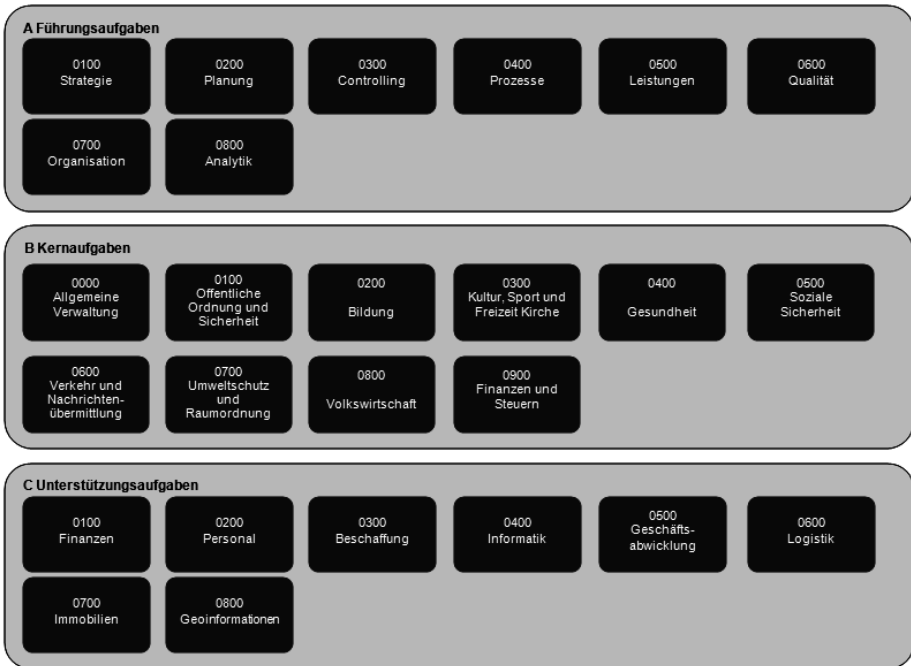 A Führungsaufgaben
0100
Strategie
0200
Planung
0300
Controlling
0400
Prozesse
0500
Leistungen
0600
Qualität
0700
Organisation
0800
Analytik
B Kernaufgaben
0000
Allgemeine
Verwaltung
0100
Offentliche
Ordnung und
Sicherheit
0200
Bildung
0300
Kultur, Sport und
Freizeit Kirche
0400
Gesundheit
0500
Soziale
Sicherheit
0600
Verkehr und
Nachrichten-
übermittlung
0700
Umweltschutz
und
Raumordnung
0800
Volkswirtschaft
0900
Finanzen und
Steuern
C Unterstützungsaufgaben
0100
Finanzen
0200
Personal
0300
Beschaffung
0400
Informatik
0500
Geschäfts-
abwicklung
0600
Logistik
0700
Immobilien
0800
Geoinformationen